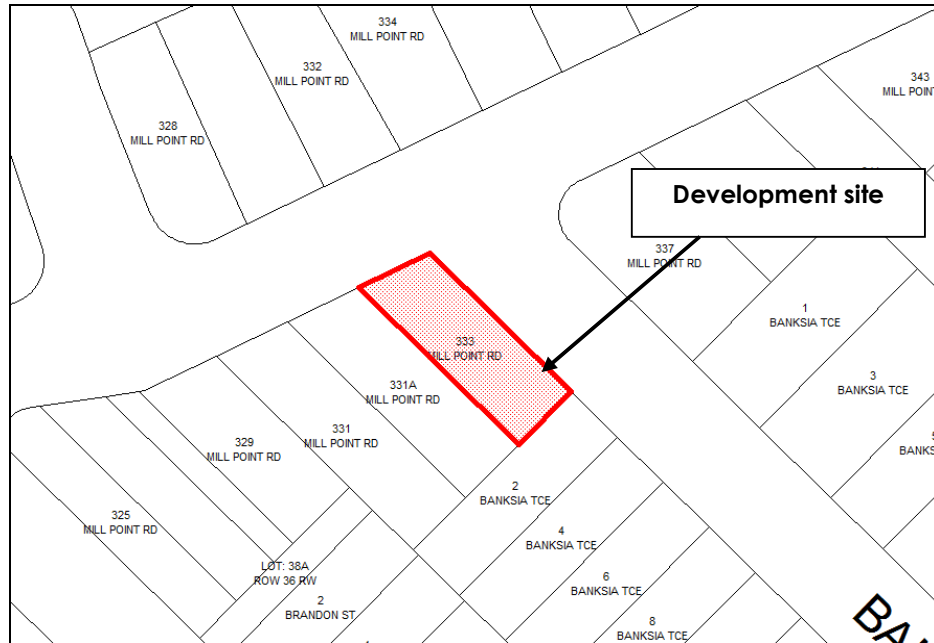 334
MILL POINT RD
332
MILL POINT RD
343
MILL POIN
328
MILL POINT RD
Development site
337
MILL POINT RD
1
BANKSIA TCE
333
MILL POINT RD
3
BANKSIA TCE
331A
MILL POINT RD
331
MILL POINT RD
329
MILL POINT RD
BANKS
2
BANKSIA TCE
325
MILL POINT RD
4
BANKSIA TCE
LOT: 38A
ROW 36 RW
6
BANKSIA TCE
2
BRANDON ST
8
BANKSIA TCE
BAN